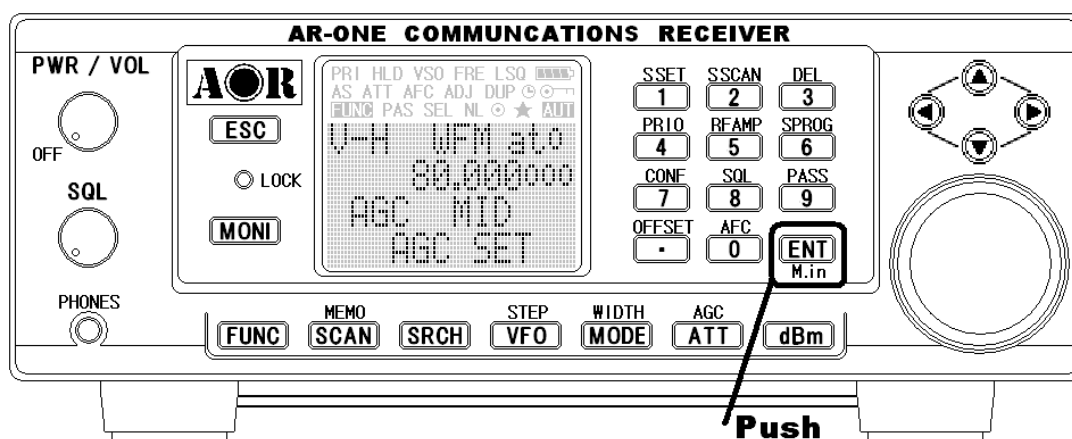 AR-ONE COMMUNCATIONS RECEIVER
PWR / VOL
OFF
SQL
PHONES
AOR
ESC
LOCK
MONI
PRI HLD VSO FRE LSQ
AS ATT AFC ADJ DUP
FUNC PAS SEL NL ★ AUT
V-H WFM ato
80.000000
AGC MID
AGC SET
SSET SSCAN DEL
1 2 3
PRIO RFAMP SPROG
4 5 6
CONF SQL PASS
7 8 9
OFFSET AFC
. 0 ENT
M.in
MEMO STEP WIDTH AGC
FUNC SCAN SRCH VFO MODE ATT dBm
Push